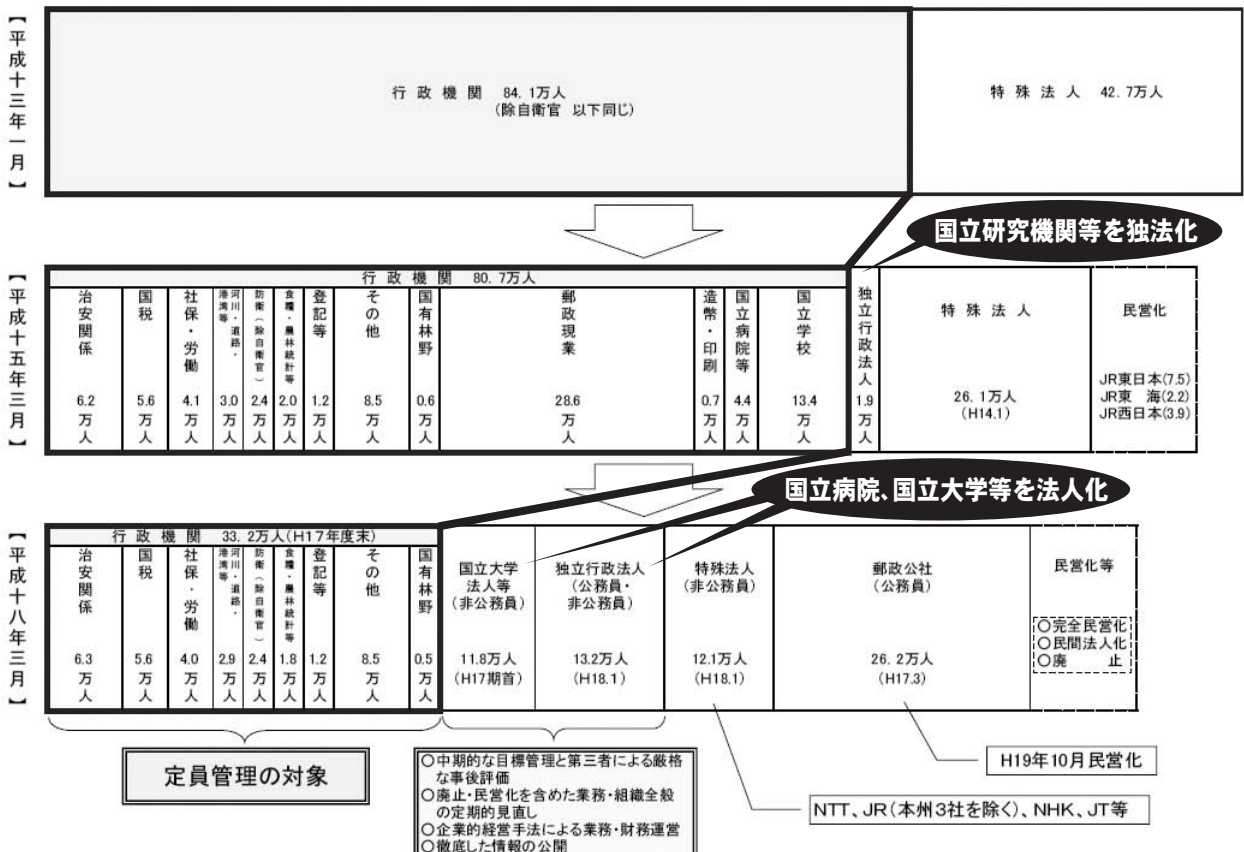 【平成十三年一月】
行政機関 84.1万人
(除自衛官 以下同じ)
特殊法人 42.7万人
国立研究機関等を独法化
【平成十五年三月】
行政機関 80.7万人
治安関係
6.2万人
国税
5.6万人
社保・労働
4.1万人
河川・道路・港湾等
3.0万人
防衛(除自衛官)
2.4万人
食糧・農林統計等
2.0万人
登記等
1.2万人
その他
8.5万人
国有林野
0.6万人
郵政現業
28.6万人
造幣・印刷
0.7万人
国立病院等
4.4万人
国立学校
13.4万人
独立行政法人
1.9万人
特殊法人
26.1万人
(H14.1)
民営化
JR東日本(7.5)
JR東 海(2.2)
JR西日本(3.9)
国立病院、国立大学等を法人化
【平成十八年三月】
行政機関 33.2万人(H17年度末)
治安関係
6.3万人
国税
5.6万人
社保・労働
4.0万人
河川・道路・港湾等
2.9万人
防衛(除自衛官)
2.4万人
食糧・農林統計等
1.8万人
登記等
1.2万人
その他
8.5万人
国有林野
0.5万人
国立大学
法人等
(非公務員)
11.8万人
(H17期首)
独立行政法人
(公務員・
非公務員)
13.2万人
(H18.1)
特殊法人
(非公務員)
12.1万人
(H18.1)
郵政公社
(公務員)
26.2万人
(H17.3)
民営化等
○完全民営化
○民間法人化
○廃 止
定員管理の対象
○中期的な目標管理と第三者による厳格
な事後評価
○廃止・民営化を含めた業務・組織全般
の定期的見直し
○企業的経営手法による業務・財務運営
○徹底した情報の公開
H19年10月民営化
NTT、JR(本州3社を除く)、NHK、JT等